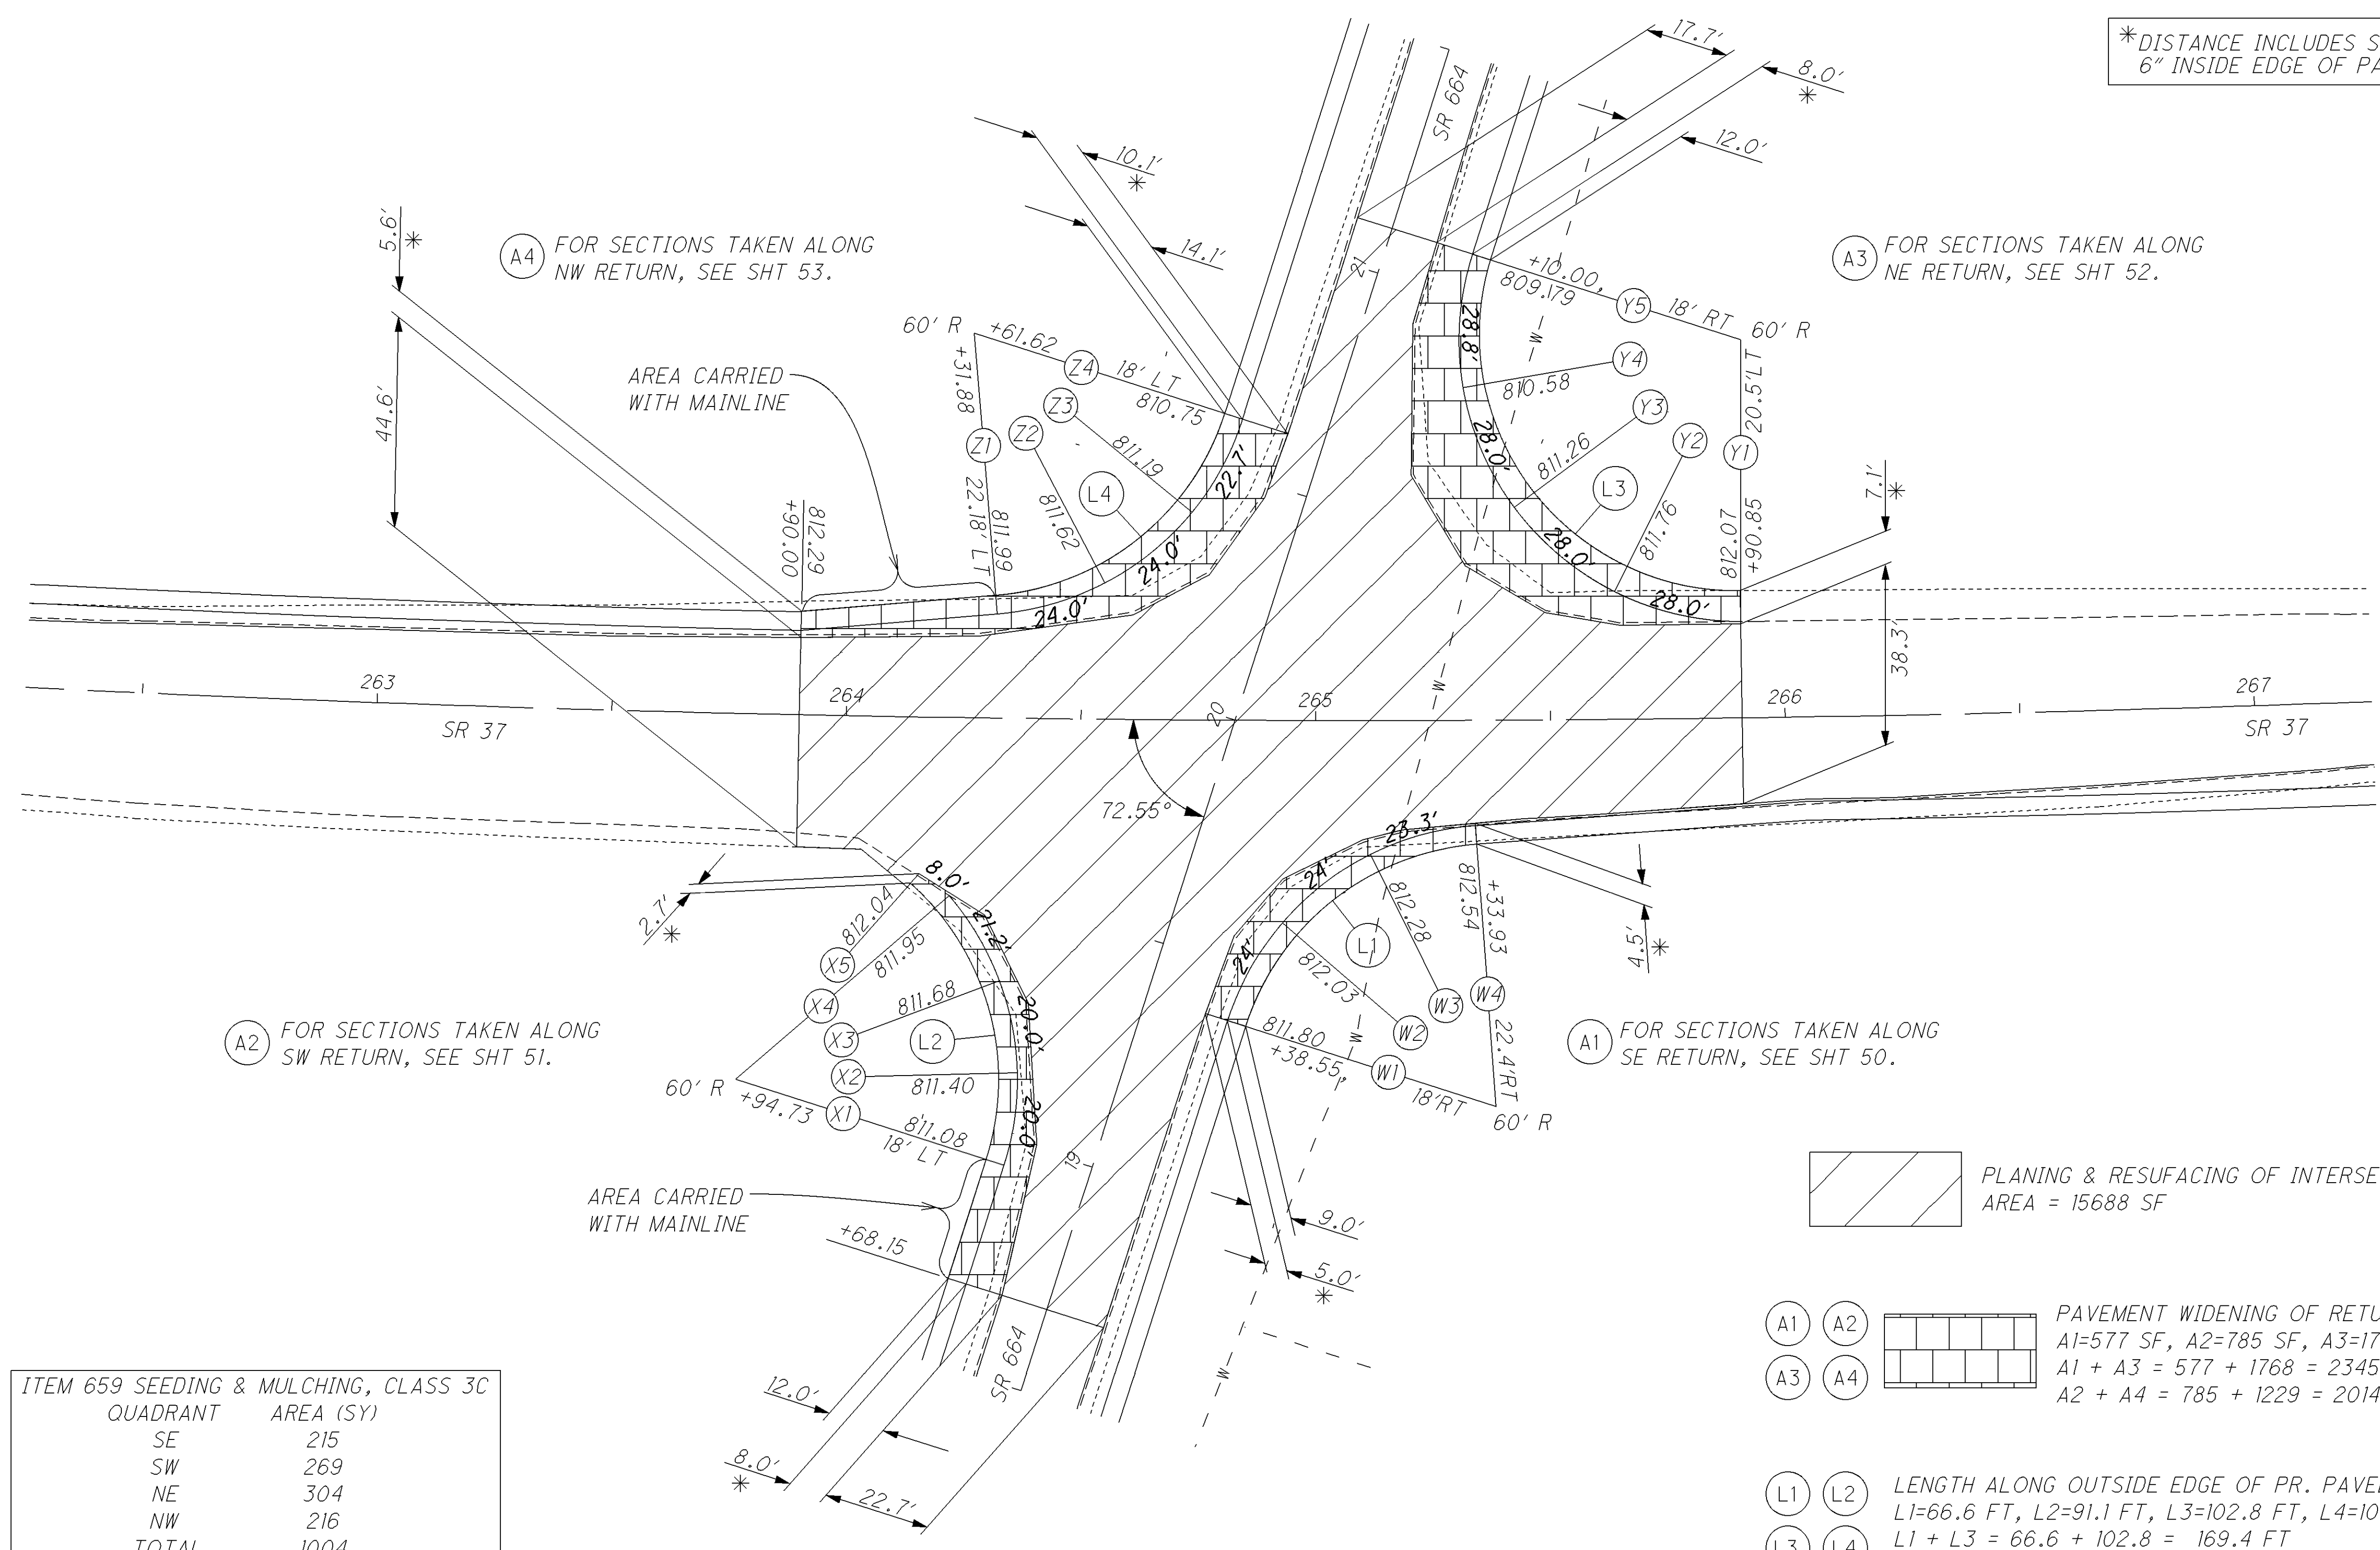 *DISTANCE INCLUDES S
6" INSIDE EDGE OF PA
17.7'
8.0'
*
12.0'
SR 664
10.1'
*
14.1'
5.6'
*
44.6'
A4 FOR SECTIONS TAKEN ALONG
NW RETURN, SEE SHT 53.
A3 FOR SECTIONS TAKEN ALONG
NE RETURN, SEE SHT 52.
AREA CARRIED
WITH MAINLINE
60' R
+61.62
Z4
18' LT
810.75
+31.88
Z1
22.18' LT
811.99
Z2
811.62
Z3
811.19
L4
812.29
+90.00
22.7'
24.0'
24.0'
21
+10.00,
809.79
Y5
18' RT
60' R
Y4
810.58
Y3
811.26
Y2
811.76
L3
20.5'LT
Y1
812.07
+90.85
28.8'
28.0'
28.0'
28.0'
W
W
7.1'
*
38.3'
263
264
265
266
267
SR 37
SR 37
20
72.55°
2.7'
*
8.0'
21.2'
20.0'
20.0'
812.04
X5
811.95
X4
811.68
X3
L2
X2
811.40
60' R
+94.73
X1
811.08
18' LT
23.3'
24'
24'
812.54
+33.93
W4
22.4'RT
812.28
W3
L1
812.03
W2
811.80
+38.55,
W1
18'RT
60' R
W
4.5'
*
A2 FOR SECTIONS TAKEN ALONG
SW RETURN, SEE SHT 51.
A1 FOR SECTIONS TAKEN ALONG
SE RETURN, SEE SHT 50.
AREA CARRIED
WITH MAINLINE
+68.15
19
SR 664
9.0'
5.0'
*
W
12.0'
8.0'
*
22.7'
PLANING & RESUFACING OF INTERSE
AREA = 15688 SF
A1 A2
A3 A4
PAVEMENT WIDENING OF RETU
A1=577 SF, A2=785 SF, A3=17
A1 + A3 = 577 + 1768 = 2345
A2 + A4 = 785 + 1229 = 2014
L1 L2
L3 L4
LENGTH ALONG OUTSIDE EDGE OF PR. PAVE
L1=66.6 FT, L2=91.1 FT, L3=102.8 FT, L4=10
L1 + L3 = 66.6 + 102.8 = 169.4 FT
ITEM 659 SEEDING & MULCHING, CLASS 3C
QUADRANT AREA (SY)
SE 215
SW 269
NE 304
NW 216
TOTAL 1004